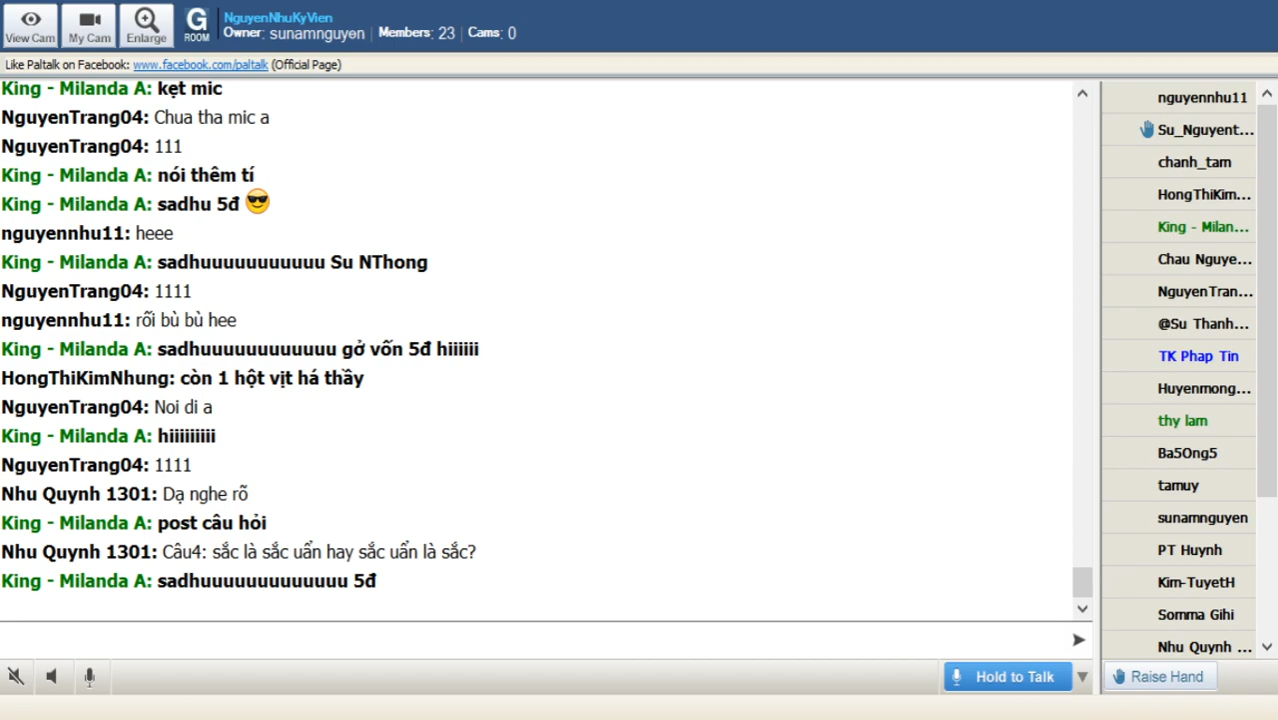 View Cam
My Cam
Enlarge
G
ROOM
NguyenNhuKyVien
Owner: sunamnguyen | Members: 23 | Cams: 0
Like Paltalk on Facebook: www.facebook.com/paltalk (Official Page)
King - Milanda A: kẹt mic
NguyenTrang04: Chua tha mic a
NguyenTrang04: 111
King - Milanda A: nói thêm tí
King - Milanda A: sadhu 5đ
nguyennhu11: heee
King - Milanda A: sadhuuuuuuuuuuu Su NThong
NguyenTrang04: 1111
nguyennhu11: rồi bù bù hee
King - Milanda A: sadhuuuuuuuuuuuu gở vốn 5đ hiiiiii
HongThiKimNhung: còn 1 hột vịt há thầy
NguyenTrang04: Noi di a
King - Milanda A: hiiiiiiiii
NguyenTrang04: 1111
Nhu Quynh 1301: Dạ nghe rõ
King - Milanda A: post câu hỏi
Nhu Quynh 1301: Câu4: sắc là sắc uẩn hay sắc uẩn là sắc?
King - Milanda A: sadhuuuuuuuuuuuuu 5đ
nguyennhu11
Su_Nguyent...
chanh_tam
HongThiKim...
King - Milan...
Chau Nguye...
NguyenTran...
@Su Thanh...
TK Phap Tin
Huyenmong...
thy lam
Ba5Ong5
tamuy
sunamnguyen
PT Huynh
Kim-TuyetH
Somma Gihi
Nhu Quynh ...
Hold to Talk
Raise Hand